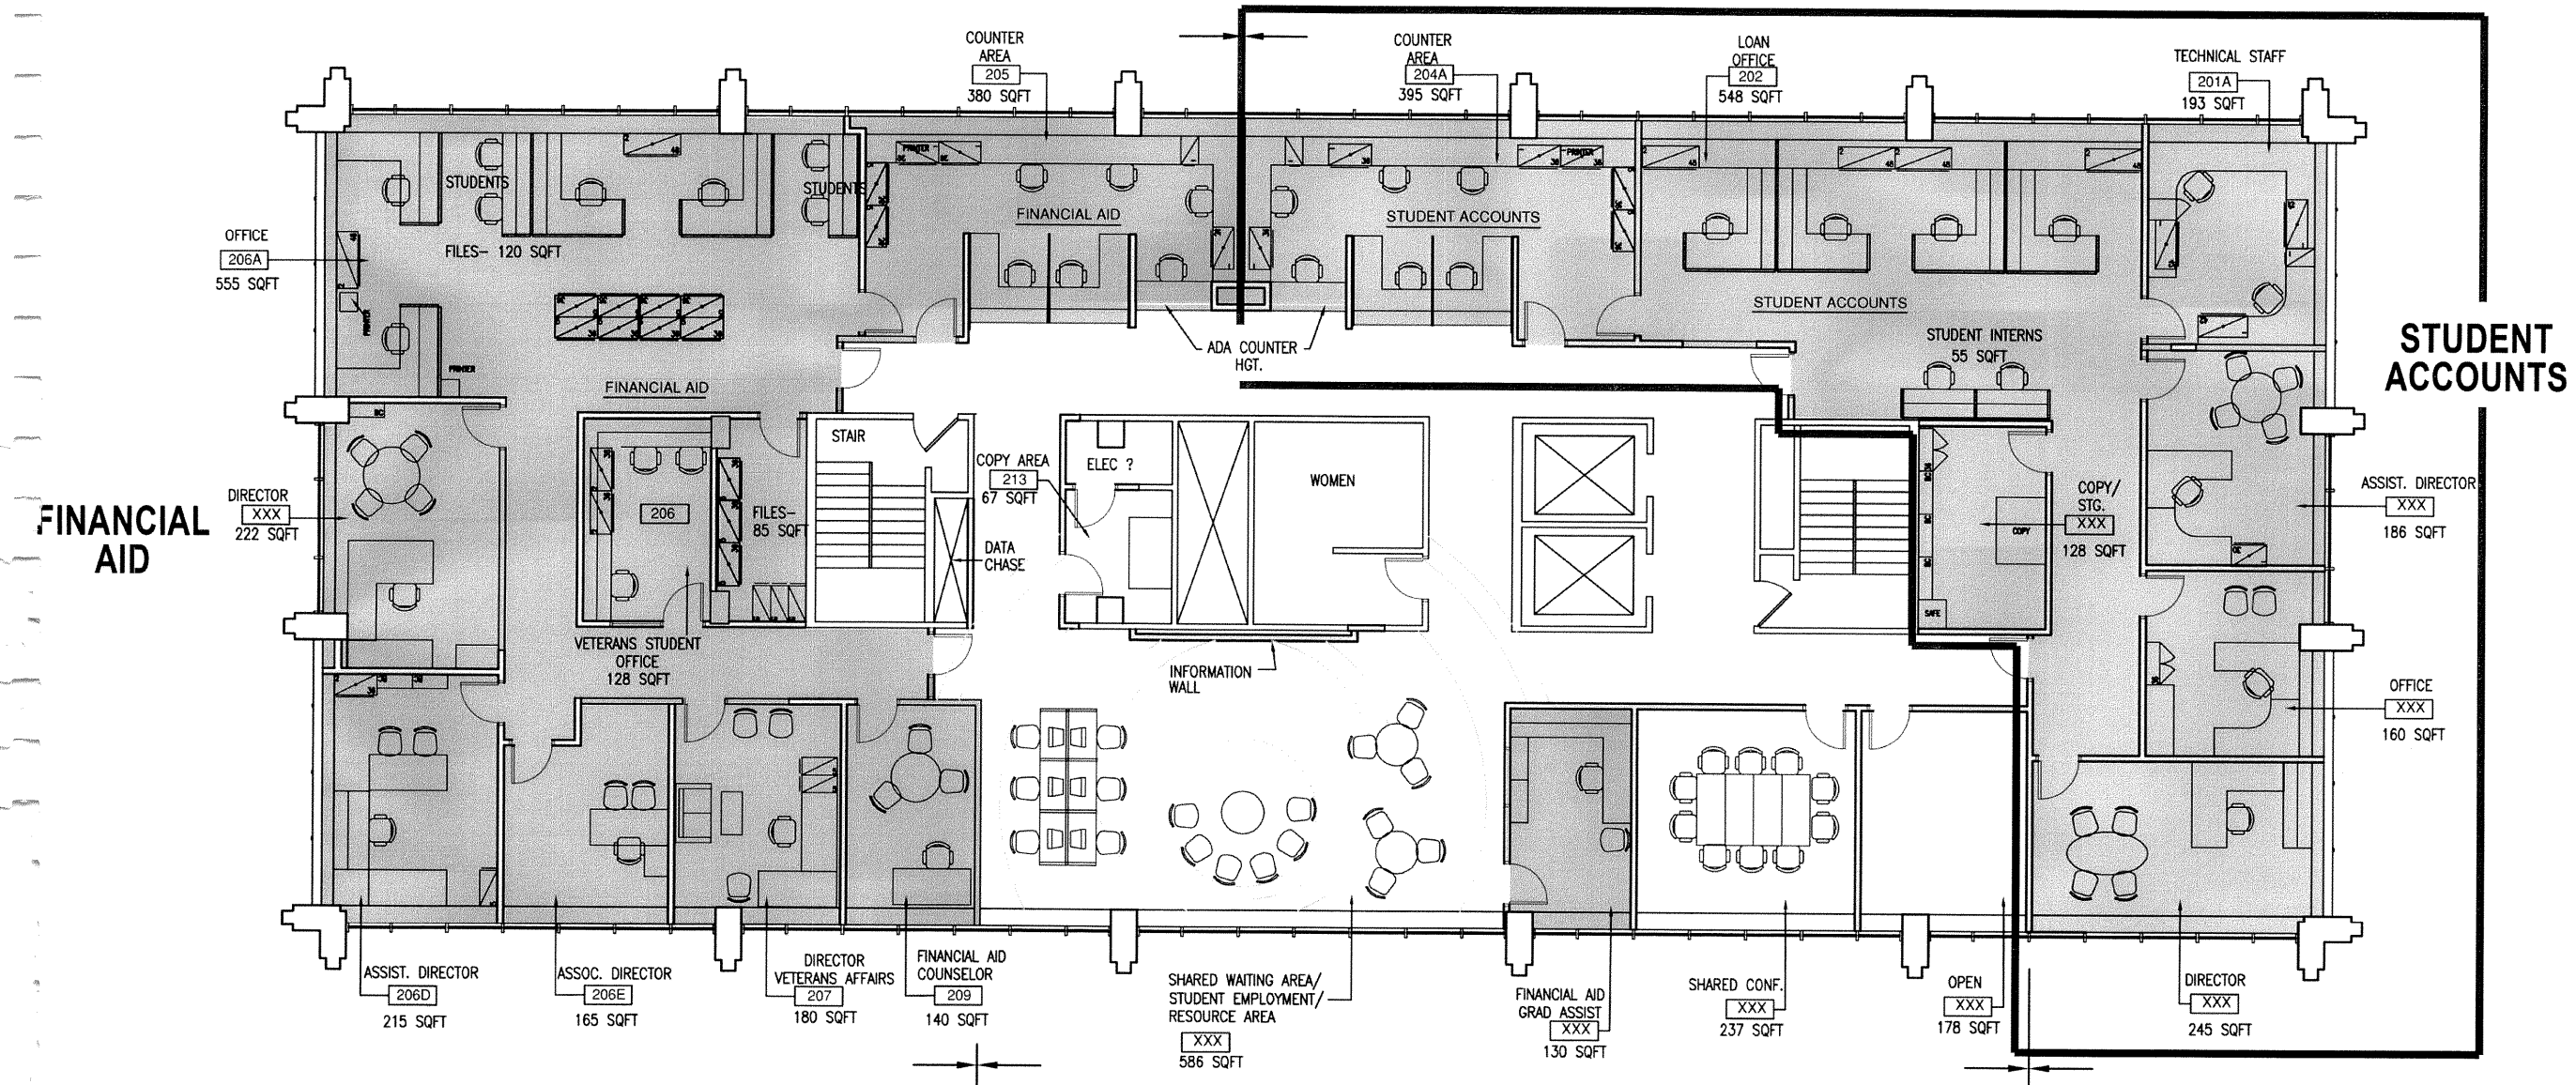 COUNTER
AREA
205
380 SQFT
COUNTER
AREA
204A
395 SQFT
LOAN
OFFICE
202
548 SQFT
TECHNICAL STAFF
201A
193 SQFT
PRINTER
PRINTER
STUDENTS
STUDENTS
FINANCIAL AID
STUDENT ACCOUNTS
OFFICE
206A
555 SQFT
FILES- 120 SQFT
PRINTER
PRINTER
FINANCIAL AID
STUDENT ACCOUNTS
STUDENT INTERNS
55 SQFT
ADA COUNTER
HGT.
STUDENT
ACCOUNTS
STAIR
COPY AREA
213
67 SQFT
ELEC ?
WOMEN
DIRECTOR
XXX
222 SQFT
FINANCIAL
AID
206
FILES-
85 SQFT
DATA
CHASE
COPY/
STG.
XXX
128 SQFT
COPY
SAFE
ASSIST. DIRECTOR
XXX
186 SQFT
VETERANS STUDENT
OFFICE
128 SQFT
INFORMATION
WALL
OFFICE
XXX
160 SQFT
ASSIST. DIRECTOR
206D
215 SQFT
ASSOC. DIRECTOR
206E
165 SQFT
DIRECTOR
VETERANS AFFAIRS
207
180 SQFT
FINANCIAL AID
COUNSELOR
209
140 SQFT
SHARED WAITING AREA/
STUDENT EMPLOYMENT/
RESOURCE AREA
XXX
586 SQFT
FINANCIAL AID
GRAD ASSIST
XXX
130 SQFT
SHARED CONF.
XXX
237 SQFT
OPEN
XXX
178 SQFT
DIRECTOR
XXX
245 SQFT